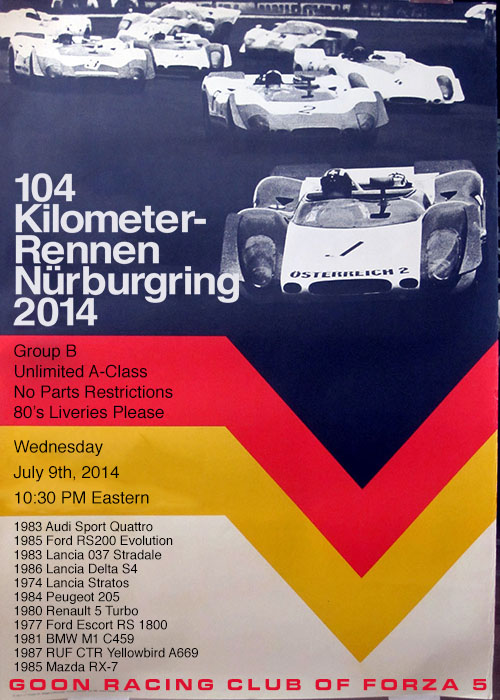 2
1
ÖSTERREICH 2
104
Kilometer-
Rennen
Nürburgring
2014
Group B
Unlimited A-Class
No Parts Restrictions
80's Liveries Please
Wednesday
July 9th, 2014
10:30 PM Eastern
1983 Audi Sport Quattro
1985 Ford RS200 Evolution
1983 Lancia 037 Stradale
1986 Lancia Delta S4
1974 Lancia Stratos
1984 Peugeot 205
1980 Renault 5 Turbo
1977 Ford Escort RS 1800
1981 BMW M1 C459
1987 RUF CTR Yellowbird A669
1985 Mazda RX-7
GOON RACING CLUB OF FORZA 5